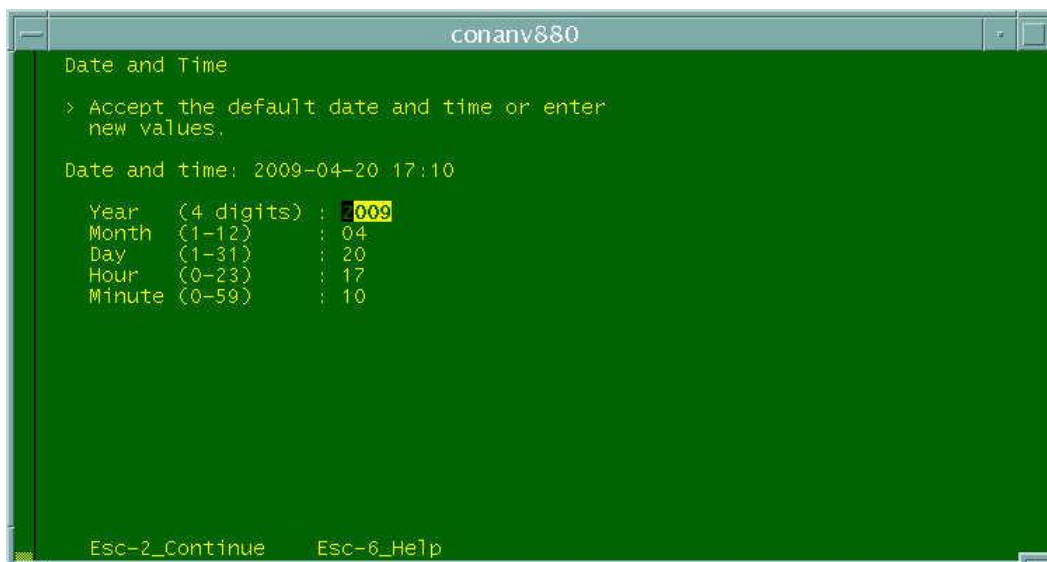 conanv880
Date and Time
> Accept the default date and time or enter
new values.
Date and time: 2009-04-20 17:10
Year (4 digits) : 2009
Month (1-12) : 04
Day (1-31) : 20
Hour (0-23) : 17
Minute (0-59) : 10
Esc-2_Continue Esc-6_Help